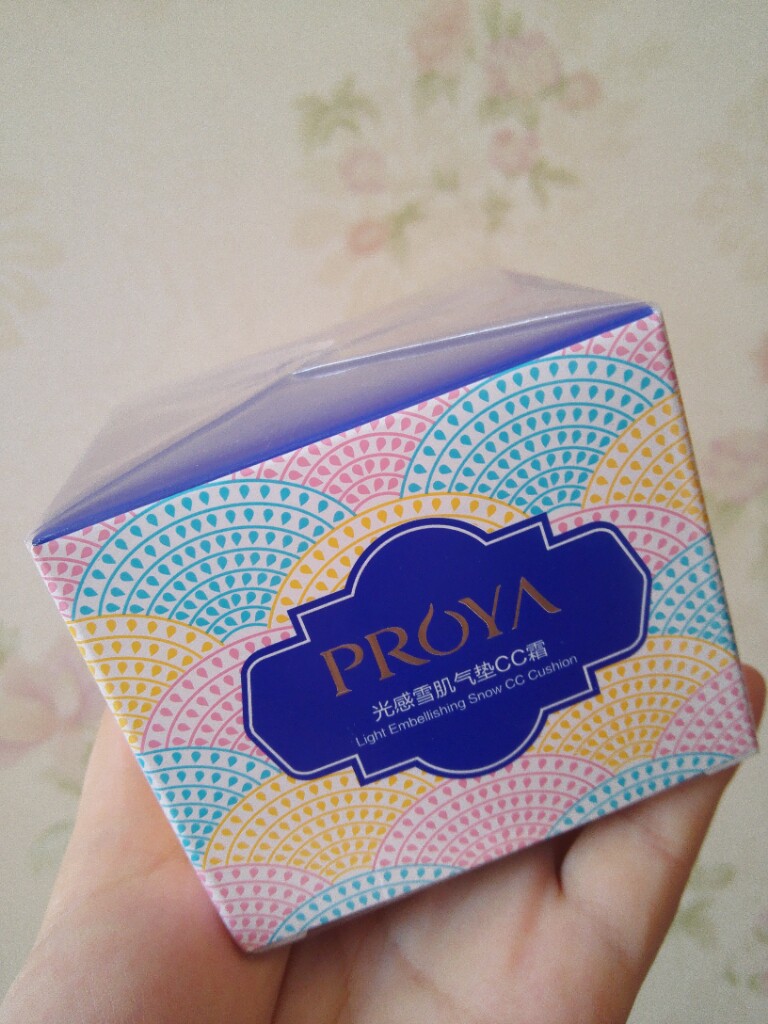 PROYA
光感雪肌气垫CC霜
Light Embellishing Snow CC Cushion